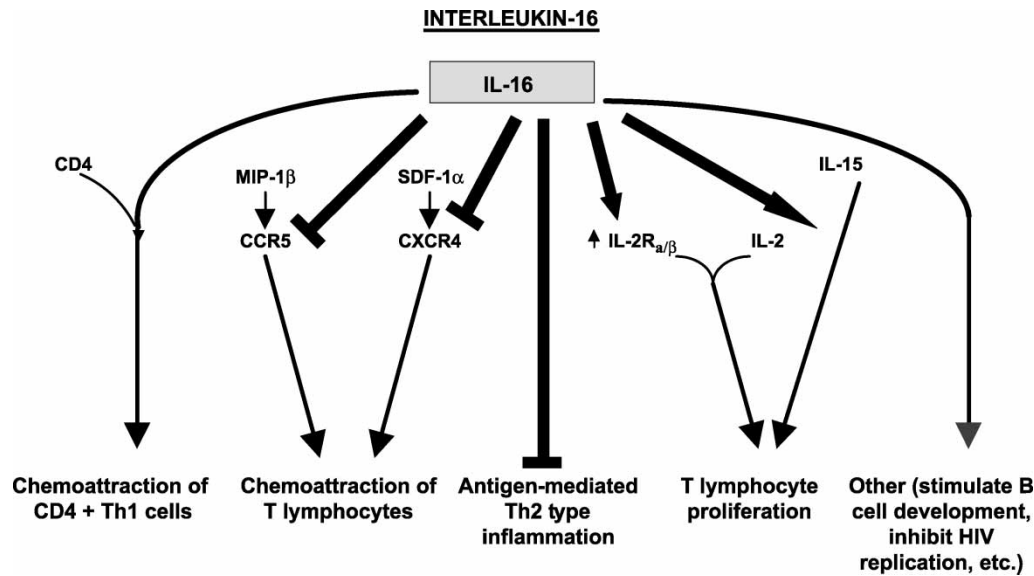 INTERLEUKIN-16
IL-16
CD4
MIP-1β
SDF-1α
IL-15
CCR5
CXCR4
IL-2Ra/β
IL-2
Chemoattraction of
CD4 + Th1 cells
Chemoattraction of
T lymphocytes
Antigen-mediated
Th2 type
inflammation
T lymphocyte
proliferation
Other (stimulate B
cell development,
inhibit HIV
replication, etc.)